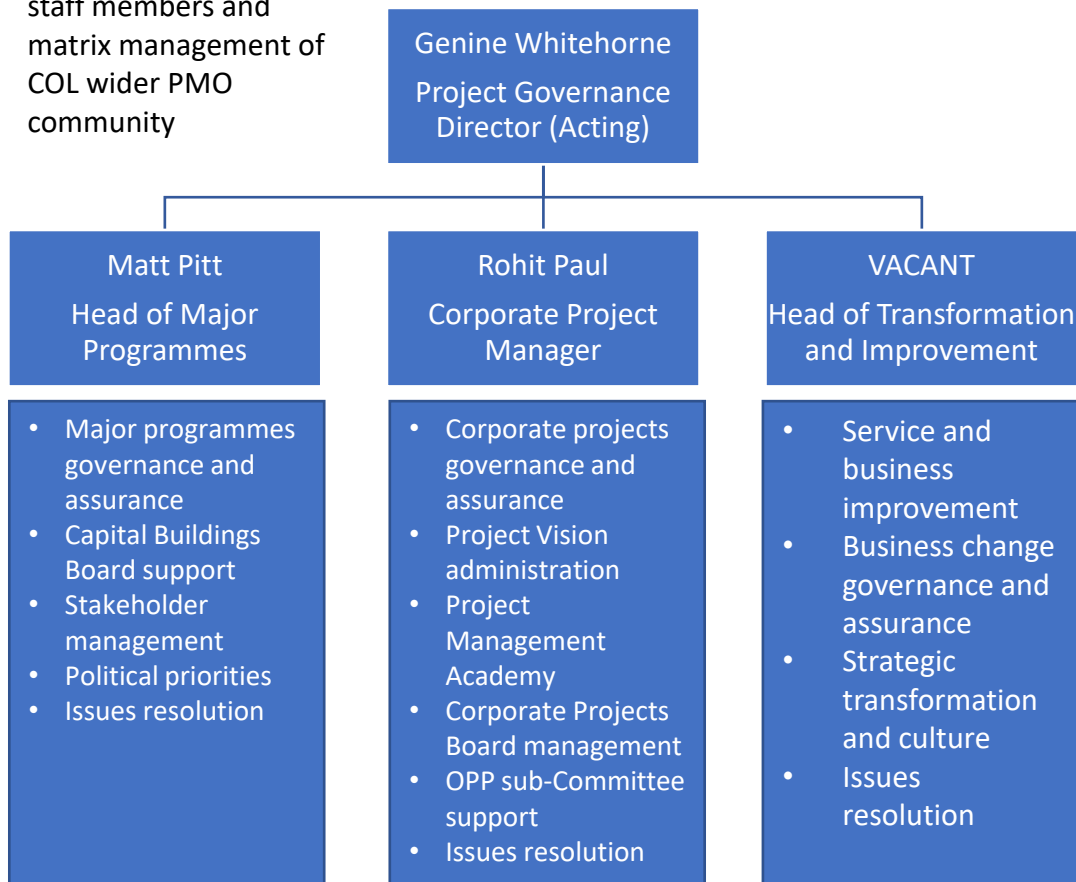 staff members and
matrix management of
COL wider PMO
community
Genine Whitehorne
Project Governance
Director (Acting)
Matt Pitt
Head of Major
Programmes
Rohit Paul
Corporate Project
Manager
VACANT
Head of Transformation
and Improvement
• Major programmes
governance and
assurance
• Capital Buildings
Board support
• Stakeholder
management
• Political priorities
• Issues resolution
• Corporate projects
governance and
assurance
• Project Vision
administration
• Project
Management
Academy
• Corporate Projects
Board management
• OPP sub-Committee
support
• Issues resolution
• Service and
business
improvement
• Business change
governance and
assurance
• Strategic
transformation
and culture
• Issues
resolution